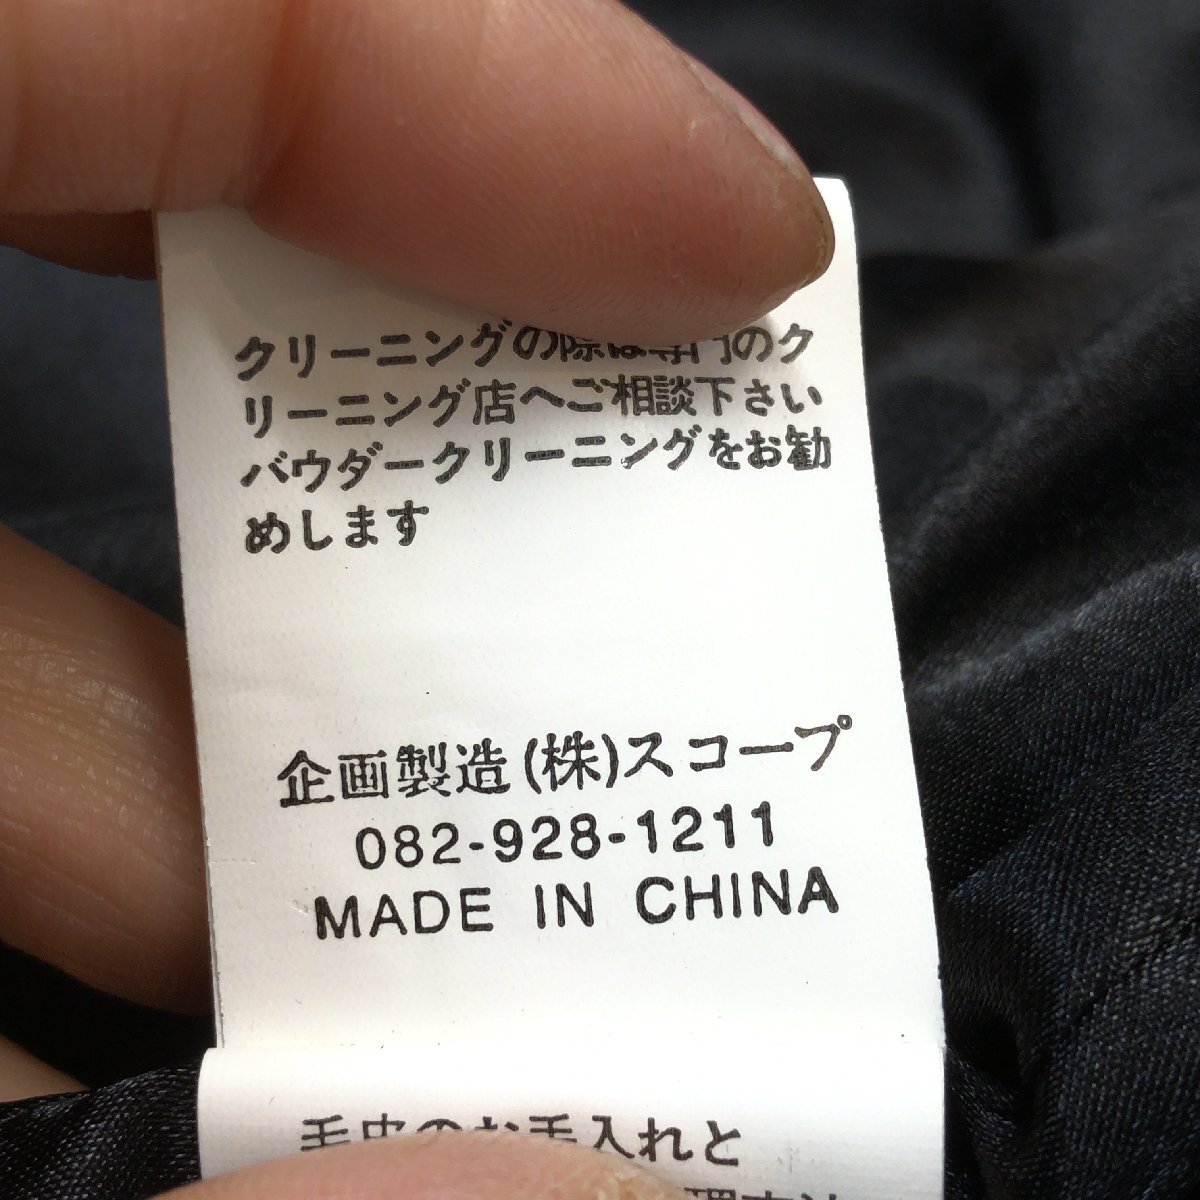 クリーニングの際は専門のク
リーニング店へご相談下さい
パウダークリーニングをお勧
めします
企画製造(株)スコープ
082-928-1211
MADE IN CHINA
毛皮のお手入れと